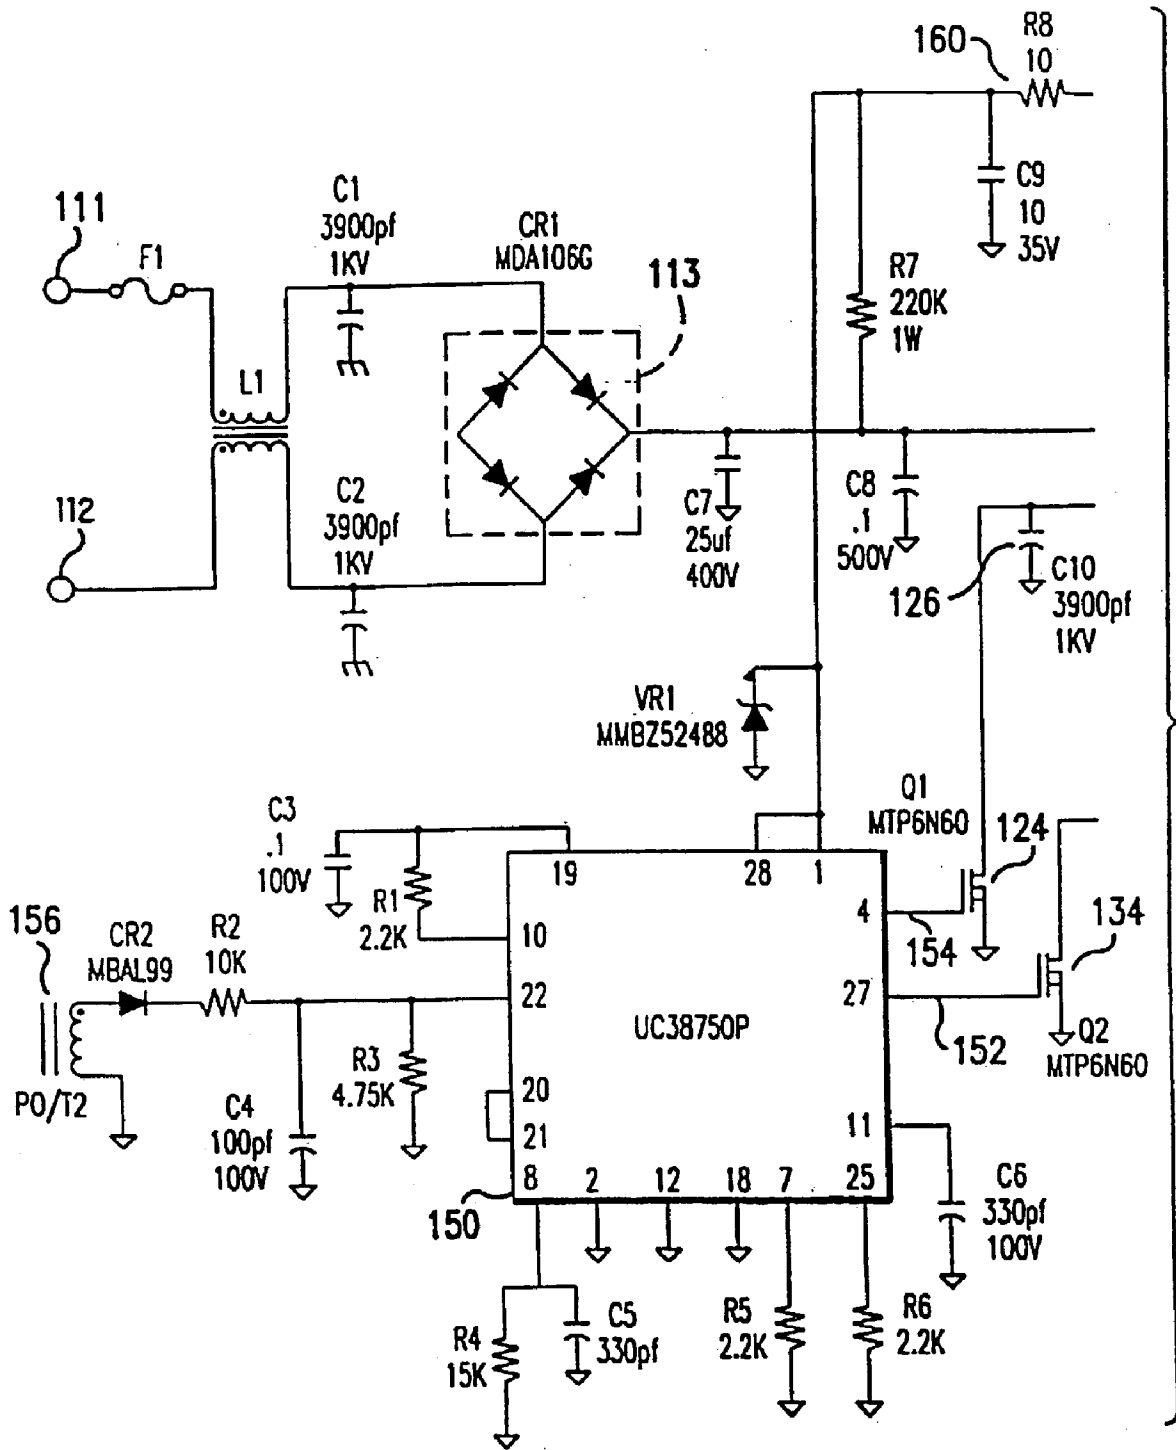 160
R8
10
111
F1
C1
3900pf
1KV
CR1
MDA106G
113
C9
10
35V
R7
220K
1W
L1
112
C2
3900pf
1KV
C7
25uf
400V
C8
.1
500V
126
C10
3900pf
1KV
VR1
MMBZ52488
Q1
MTP6N60
124
C3
.1
100V
19
28
1
R1
2.2K
4
154
134
156
CR2
MBAL99
R2
10K
10
22
27
152
UC38750P
Q2
MTP6N60
R3
4.75K
PO/T2
C4
100pf
100V
20
21
11
8
2
12
18
7
25
150
C6
330pf
100V
R4
15K
C5
330pf
R5
2.2K
R6
2.2K